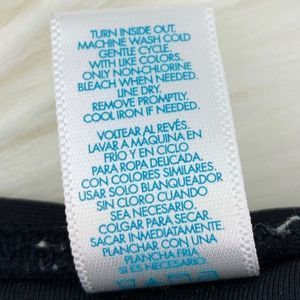 TURN INSIDE OUT.
MACHINE WASH COLD
GENTLE CYCLE.
WITH LIKE COLORS.
ONLY NON-CHLORINE
BLEACH WHEN NEEDED.
LINE DRY.
REMOVE PROMPTLY.
COOL IRON IF NEEDED.
VOLTEAR AL REVÉS.
LAVAR A MAQUINA EN
FRÍO Y EN CICLO
PARA ROPA DELICADA.
CON COLORES SIMILARES.
USAR SOLO BLANQUEADOR
SIN CLORO CUANDO
SEA NECESARIO.
COLGAR PARA SECAR.
SACAR INMEDIATAMENTE.
PLANCHAR CON UNA
PLANCHA FRIA
SI ES NECESARIO